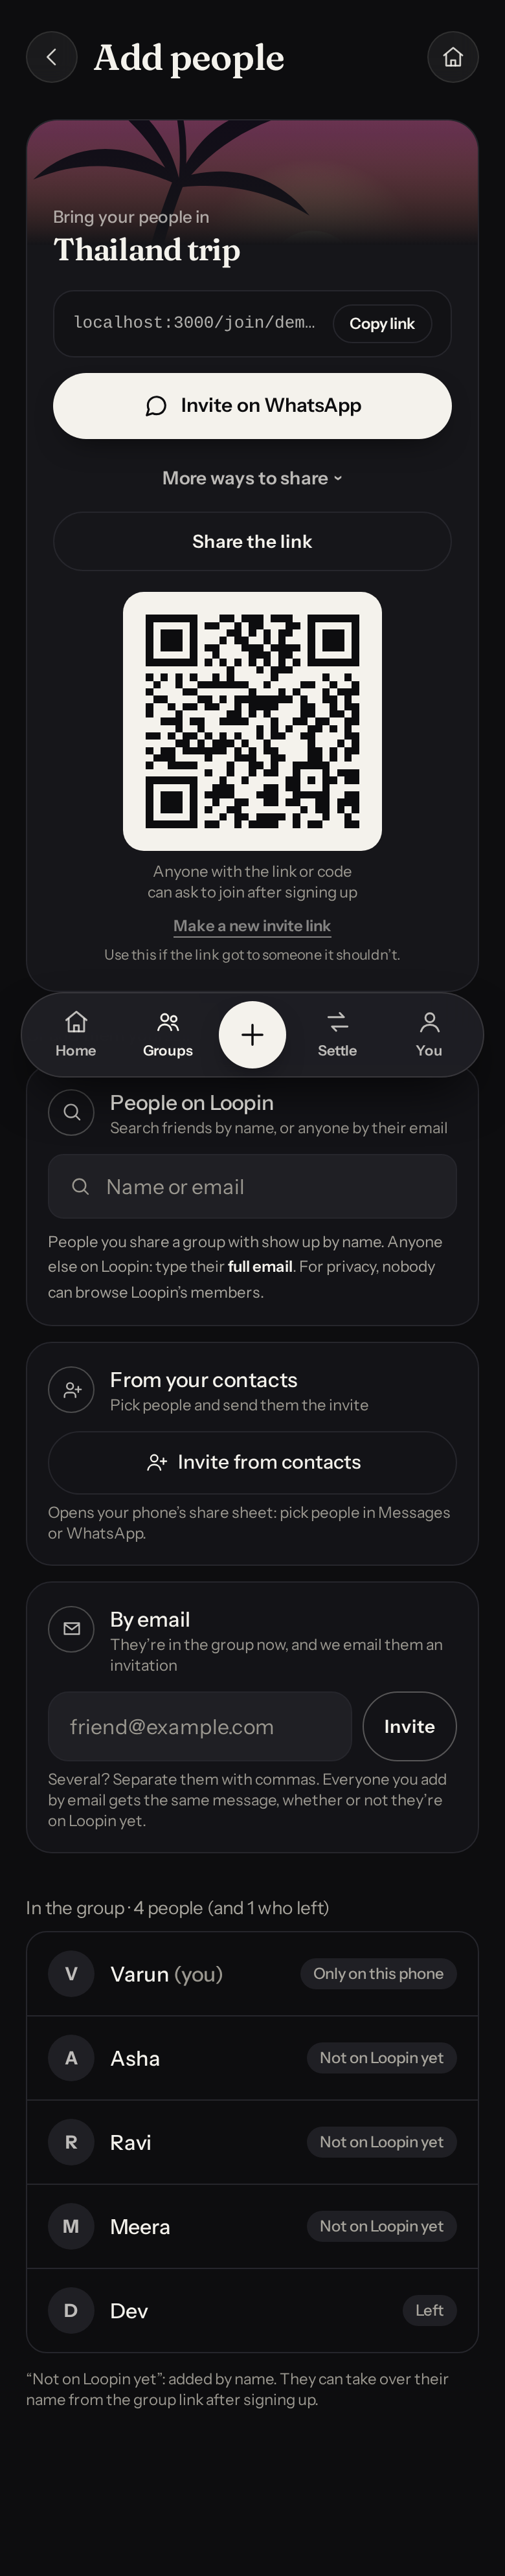 Add people
Bring your people in
Thailand trip
localhost:3000/join/dem…
Copy link
Invite on WhatsApp
More ways to share
Share the link
Anyone with the link or code
can ask to join after signing up
Make a new invite link
Use this if the link got to someone it shouldn’t.
Home
Groups
Settle
You
People on Loopin
Search friends by name, or anyone by their email
Name or email
People you share a group with show up by name. Anyone
else on Loopin: type their full email. For privacy, nobody
can browse Loopin’s members.
From your contacts
Pick people and send them the invite
Invite from contacts
Opens your phone’s share sheet: pick people in Messages
or WhatsApp.
By email
They’re in the group now, and we email them an
invitation
friend@example.com
Invite
Several? Separate them with commas. Everyone you add
by email gets the same message, whether or not they’re
on Loopin yet.
In the group · 4 people (and 1 who left)
V
Varun (you)
Only on this phone
A
Asha
Not on Loopin yet
R
Ravi
Not on Loopin yet
M
Meera
Not on Loopin yet
D
Dev
Left
“Not on Loopin yet”: added by name. They can take over their
name from the group link after signing up.